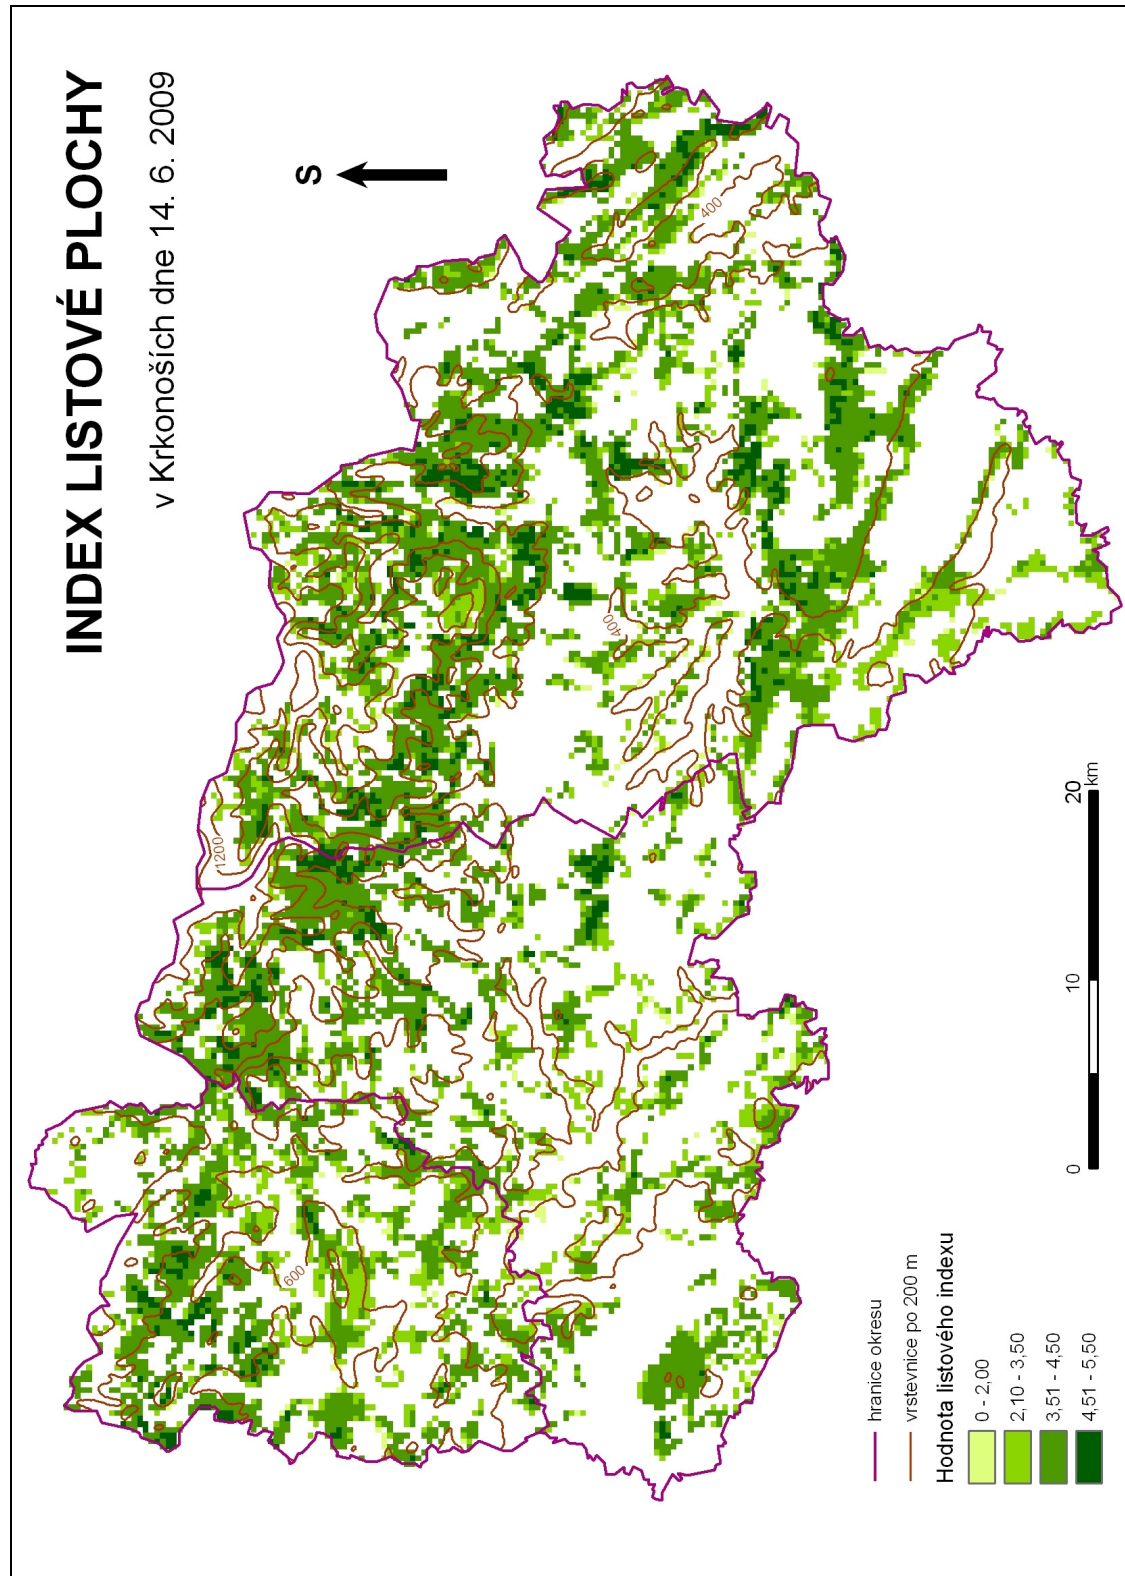 INDEX LISTOVÉ PLOCHY
v Krkonoších dne 14. 6. 2009
S
1200
600
400
400
hranice okresu
vrstevnice po 200 m
Hodnota listového indexu
0 - 2,00
2,10 - 3,50
3,51 - 4,50
4,51 - 5,50
0 10 20
km